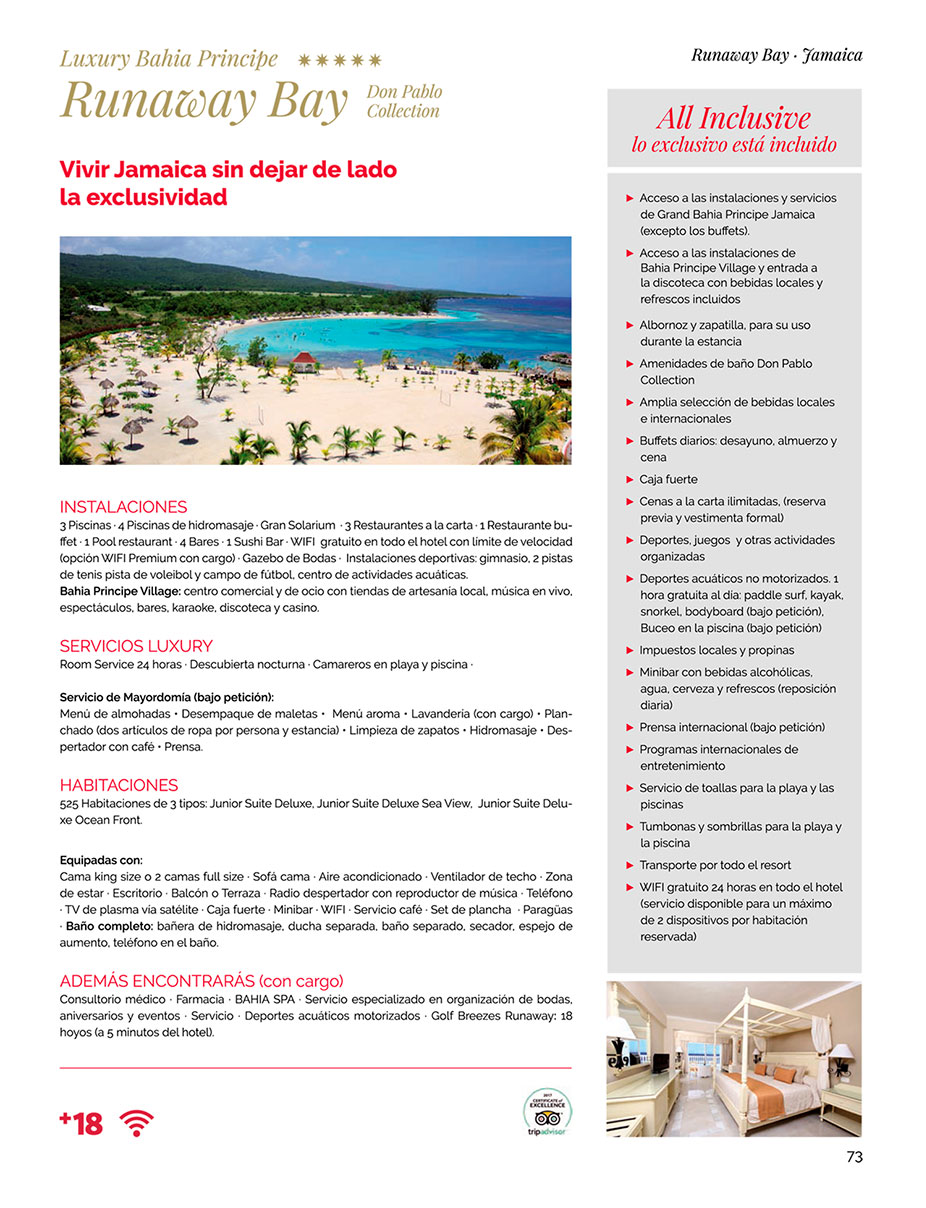 Luxury Bahia Principe ★★★★★
Runaway Bay Don Pablo
Collection
Runaway Bay · Jamaica
Vivir Jamaica sin dejar de lado
la exclusividad
INSTALACIONES
3 Piscinas · 4 Piscinas de hidromasaje · Gran Solarium · 3 Restaurantes a la carta · 1 Restaurante bu-
ffet · 1 Pool restaurant · 4 Bares · 1 Sushi Bar · WIFI gratuito en todo el hotel con límite de velocidad
(opción WIFI Premium con cargo) · Gazebo de Bodas · Instalaciones deportivas: gimnasio, 2 pistas
de tenis pista de voleibol y campo de fútbol, centro de actividades acuáticas.
Bahia Principe Village: centro comercial y de ocio con tiendas de artesanía local, música en vivo,
espectáculos, bares, karaoke, discoteca y casino.
SERVICIOS LUXURY
Room Service 24 horas · Descubierta nocturna · Camareros en playa y piscina ·
Servicio de Mayordomía (bajo petición):
Menú de almohadas • Desempaque de maletas • Menú aroma • Lavandería (con cargo) • Plan-
chado (dos artículos de ropa por persona y estancia) • Limpieza de zapatos • Hidromasaje • Des-
pertador con café • Prensa.
HABITACIONES
525 Habitaciones de 3 tipos: Junior Suite Deluxe, Junior Suite Deluxe Sea View, Junior Suite Delu-
xe Ocean Front.
Equipadas con:
Cama king size o 2 camas full size · Sofá cama · Aire acondicionado · Ventilador de techo · Zona
de estar · Escritorio · Balcón o Terraza · Radio despertador con reproductor de música · Teléfono
· TV de plasma vía satélite · Caja fuerte · Minibar · WIFI · Servicio café · Set de plancha · Paragüas
· Baño completo: bañera de hidromasaje, ducha separada, baño separado, secador, espejo de
aumento, teléfono en el baño.
ADEMÁS ENCONTRARÁS (con cargo)
Consultorio médico · Farmacia · BAHIA SPA · Servicio especializado en organización de bodas,
aniversarios y eventos · Servicio · Deportes acuáticos motorizados · Golf Breezes Runaway: 18
hoyos (a 5 minutos del hotel).
+18
2017
CERTIFICATE of
EXCELLENCE
tripadvisor
All Inclusive
lo exclusivo está incluido
► Acceso a las instalaciones y servicios
de Grand Bahia Principe Jamaica
(excepto los buffets).
► Acceso a las instalaciones de
Bahia Principe Village y entrada a
la discoteca con bebidas locales y
refrescos incluidos
► Albornoz y zapatilla, para su uso
durante la estancia
► Amenidades de baño Don Pablo
Collection
► Amplia selección de bebidas locales
e internacionales
► Buffets diarios: desayuno, almuerzo y
cena
► Caja fuerte
► Cenas a la carta ilimitadas, (reserva
previa y vestimenta formal)
► Deportes, juegos y otras actividades
organizadas
► Deportes acuáticos no motorizados. 1
hora gratuita al día: paddle surf, kayak,
snorkel, bodyboard (bajo petición),
Buceo en la piscina (bajo petición)
► Impuestos locales y propinas
► Minibar con bebidas alcohólicas,
agua, cerveza y refrescos (reposición
diaria)
► Prensa internacional (bajo petición)
► Programas internacionales de
entretenimiento
► Servicio de toallas para la playa y las
piscinas
► Tumbonas y sombrillas para la playa y
la piscina
► Transporte por todo el resort
► WIFI gratuito 24 horas en todo el hotel
(servicio disponible para un máximo
de 2 dispositivos por habitación
reservada)
73